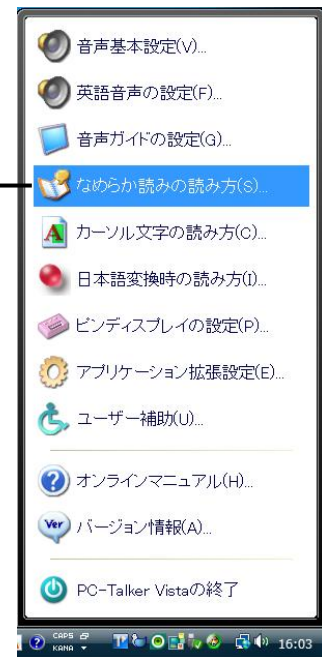 音声基本設定(V)...
英語音声の設定(F)...
音声ガイドの設定(G)...
なめらか読みの読み方(S)...
カーソル文字の読み方(C)...
日本語変換時の読み方(I)...
ピンディスプレイの設定(P)...
アプリケーション拡張設定(E)...
ユーザー補助(U)...
オンラインマニュアル(H)...
Ver バージョン情報(A)...
PC-Talker Vistaの終了
CAPS
KANA
16:03